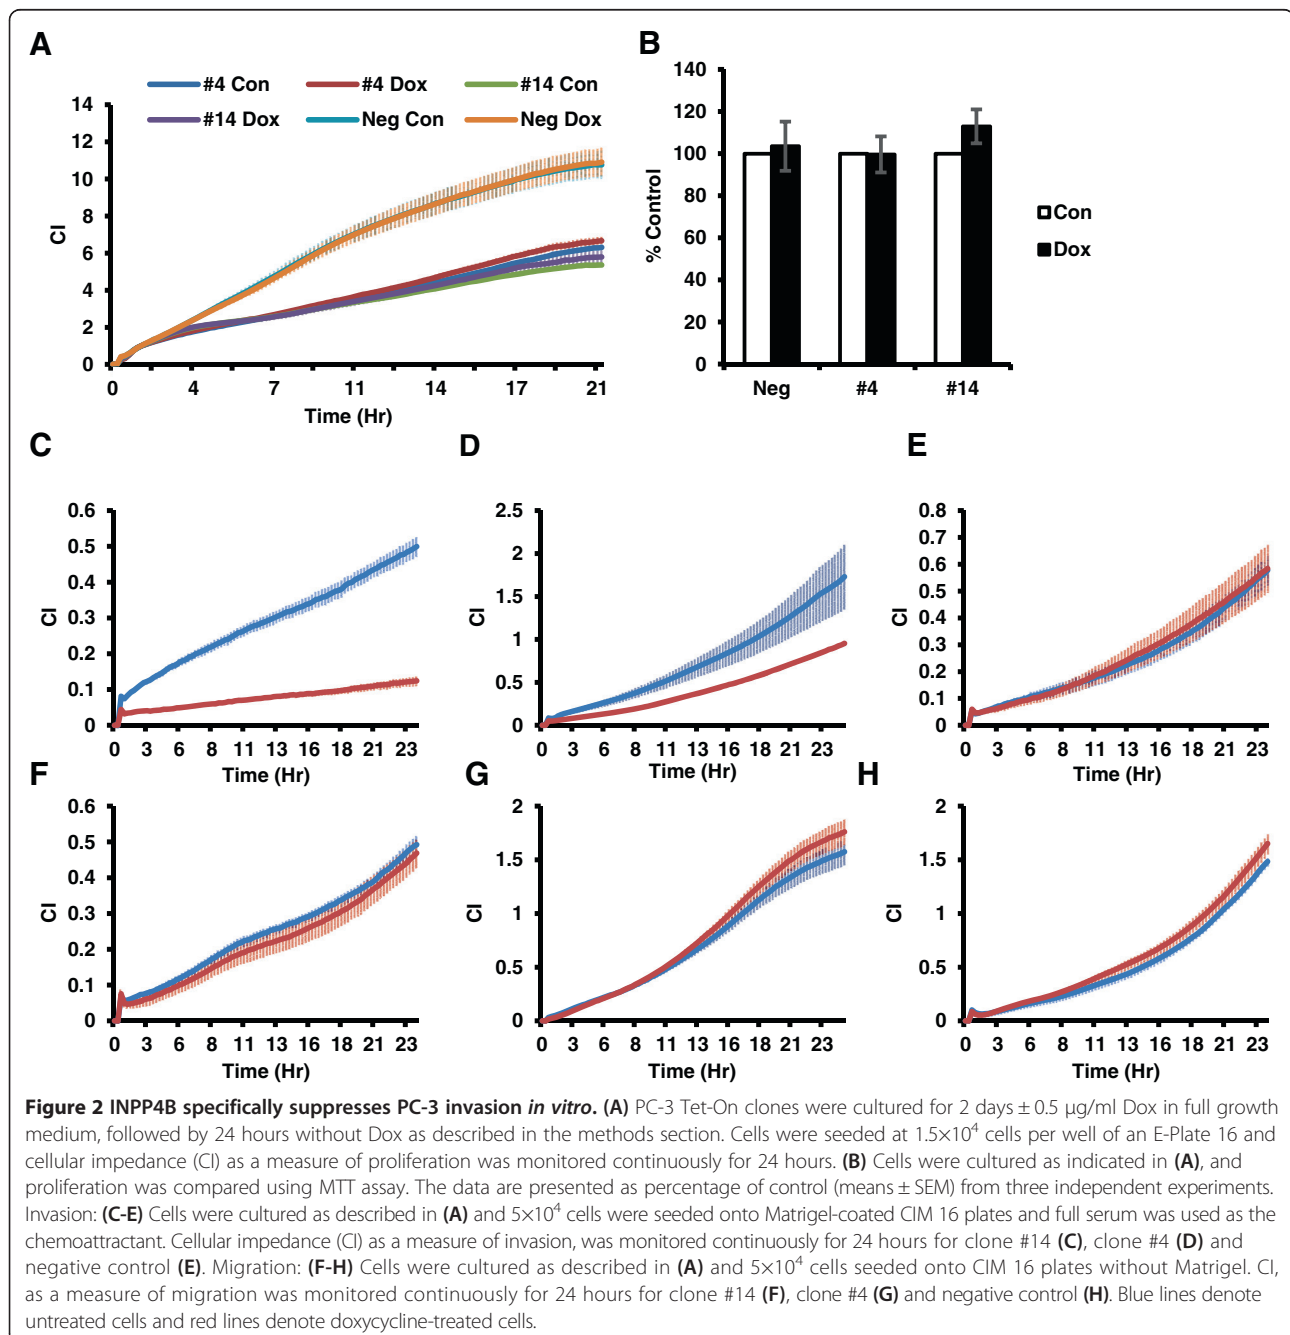 A
#4 Con #4 Dox #14 Con
#14 Dox Neg Con Neg Dox
14
12
10
8
6
4
2
0
CI
0 4 7 11 14 17 21
Time (Hr)
B
140
120
100
80
60
40
20
0
% Control
Neg #4 #14
Con
Dox
C
0.6
0.5
0.4
0.3
0.2
0.1
0
CI
0 3 6 8 11 13 16 18 21 23
Time (Hr)
D
2.5
2
1.5
1
0.5
0
CI
0 3 6 8 11 13 16 18 21 23
Time (Hr)
E
0.8
0.7
0.6
0.5
0.4
0.3
0.2
0.1
0
CI
0 3 6 8 11 13 16 18 21 23
Time (Hr)
F
0.6
0.5
0.4
0.3
0.2
0.1
0
CI
0 3 6 8 11 13 16 18 21 23
Time (Hr)
G
2
1.5
1
0.5
0
CI
0 3 6 8 11 13 16 18 21 23
Time (Hr)
H
2
1.5
1
0.5
0
CI
0 3 6 8 11 13 16 18 21 23
Time (Hr)
Figure 2 INPP4B specifically suppresses PC-3 invasion in vitro. (A) PC-3 Tet-On clones were cultured for 2 days ± 0.5 μg/ml Dox in full growth
medium, followed by 24 hours without Dox as described in the methods section. Cells were seeded at 1.5×10⁴ cells per well of an E-Plate 16 and
cellular impedance (CI) as a measure of proliferation was monitored continuously for 24 hours. (B) Cells were cultured as indicated in (A), and
proliferation was compared using MTT assay. The data are presented as percentage of control (means ± SEM) from three independent experiments.
Invasion: (C-E) Cells were cultured as described in (A) and 5×10⁴ cells were seeded onto Matrigel-coated CIM 16 plates and full serum was used as the
chemoattractant. Cellular impedance (CI) as a measure of invasion, was monitored continuously for 24 hours for clone #14 (C), clone #4 (D) and
negative control (E). Migration: (F-H) Cells were cultured as described in (A) and 5×10⁴ cells seeded onto CIM 16 plates without Matrigel. CI,
as a measure of migration was monitored continuously for 24 hours for clone #14 (F), clone #4 (G) and negative control (H). Blue lines denote
untreated cells and red lines denote doxycycline-treated cells.